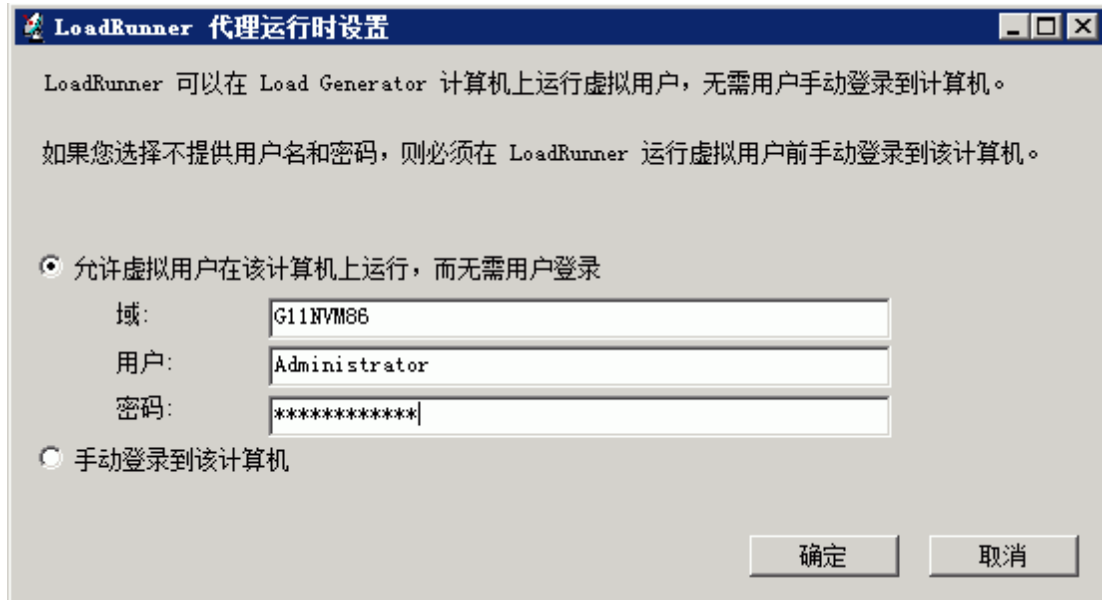 LoadRunner 代理运行时设置
LoadRunner 可以在 Load Generator 计算机上运行虚拟用户，无需用户手动登录到计算机。
如果您选择不提供用户名和密码，则必须在 LoadRunner 运行虚拟用户前手动登录到该计算机。
允许虚拟用户在该计算机上运行，而无需用户登录
域: G11NVM86
用户: Administrator
密码: ************
手动登录到该计算机
确定 取消